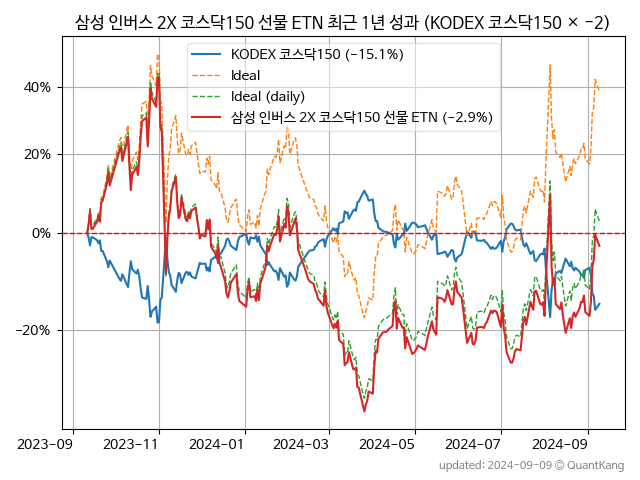 삼성 인버스 2X 코스닥150 선물 ETN 최근 1년 성과 (KODEX 코스닥150 × −2)
KODEX 코스닥150 (−15.1%)
Ideal
Ideal (daily)
삼성 인버스 2X 코스닥150 선물 ETN (−2.9%)
40%
20%
0%
−20%
2023-09
2023-11
2024-01
2024-03
2024-05
2024-07
2024-09
updated: 2024-09-09 © QuantKang